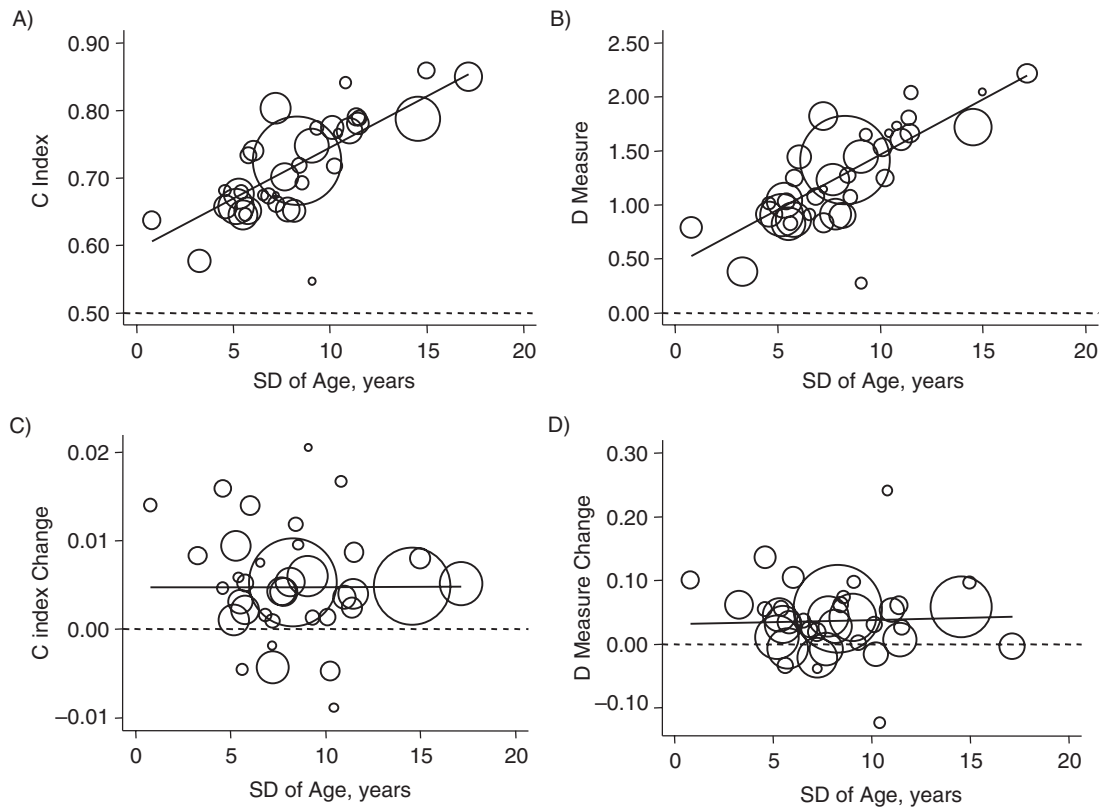 A)
0.90
0.80
0.70
0.60
0.50
C Index
0 5 10 15 20
SD of Age, years
B)
2.50
2.00
1.50
1.00
0.50
0.00
D Measure
0 5 10 15 20
SD of Age, years
C)
0.02
0.01
0.00
–0.01
C index Change
0 5 10 15 20
SD of Age, years
D)
0.30
0.20
0.10
0.00
–0.10
D Measure Change
0 5 10 15 20
SD of Age, years